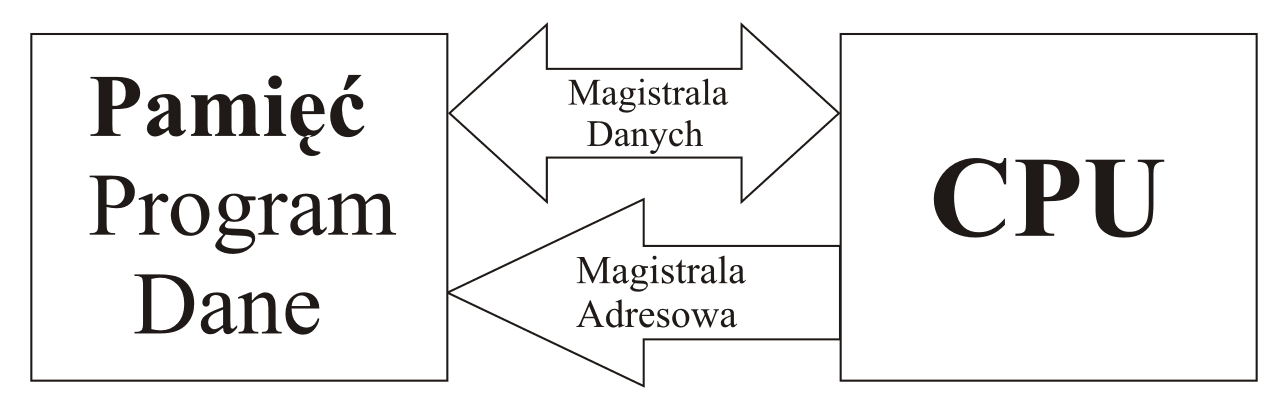 Pamięć
Program
Dane
Magistrala
Danych
Magistrala
Adresowa
CPU